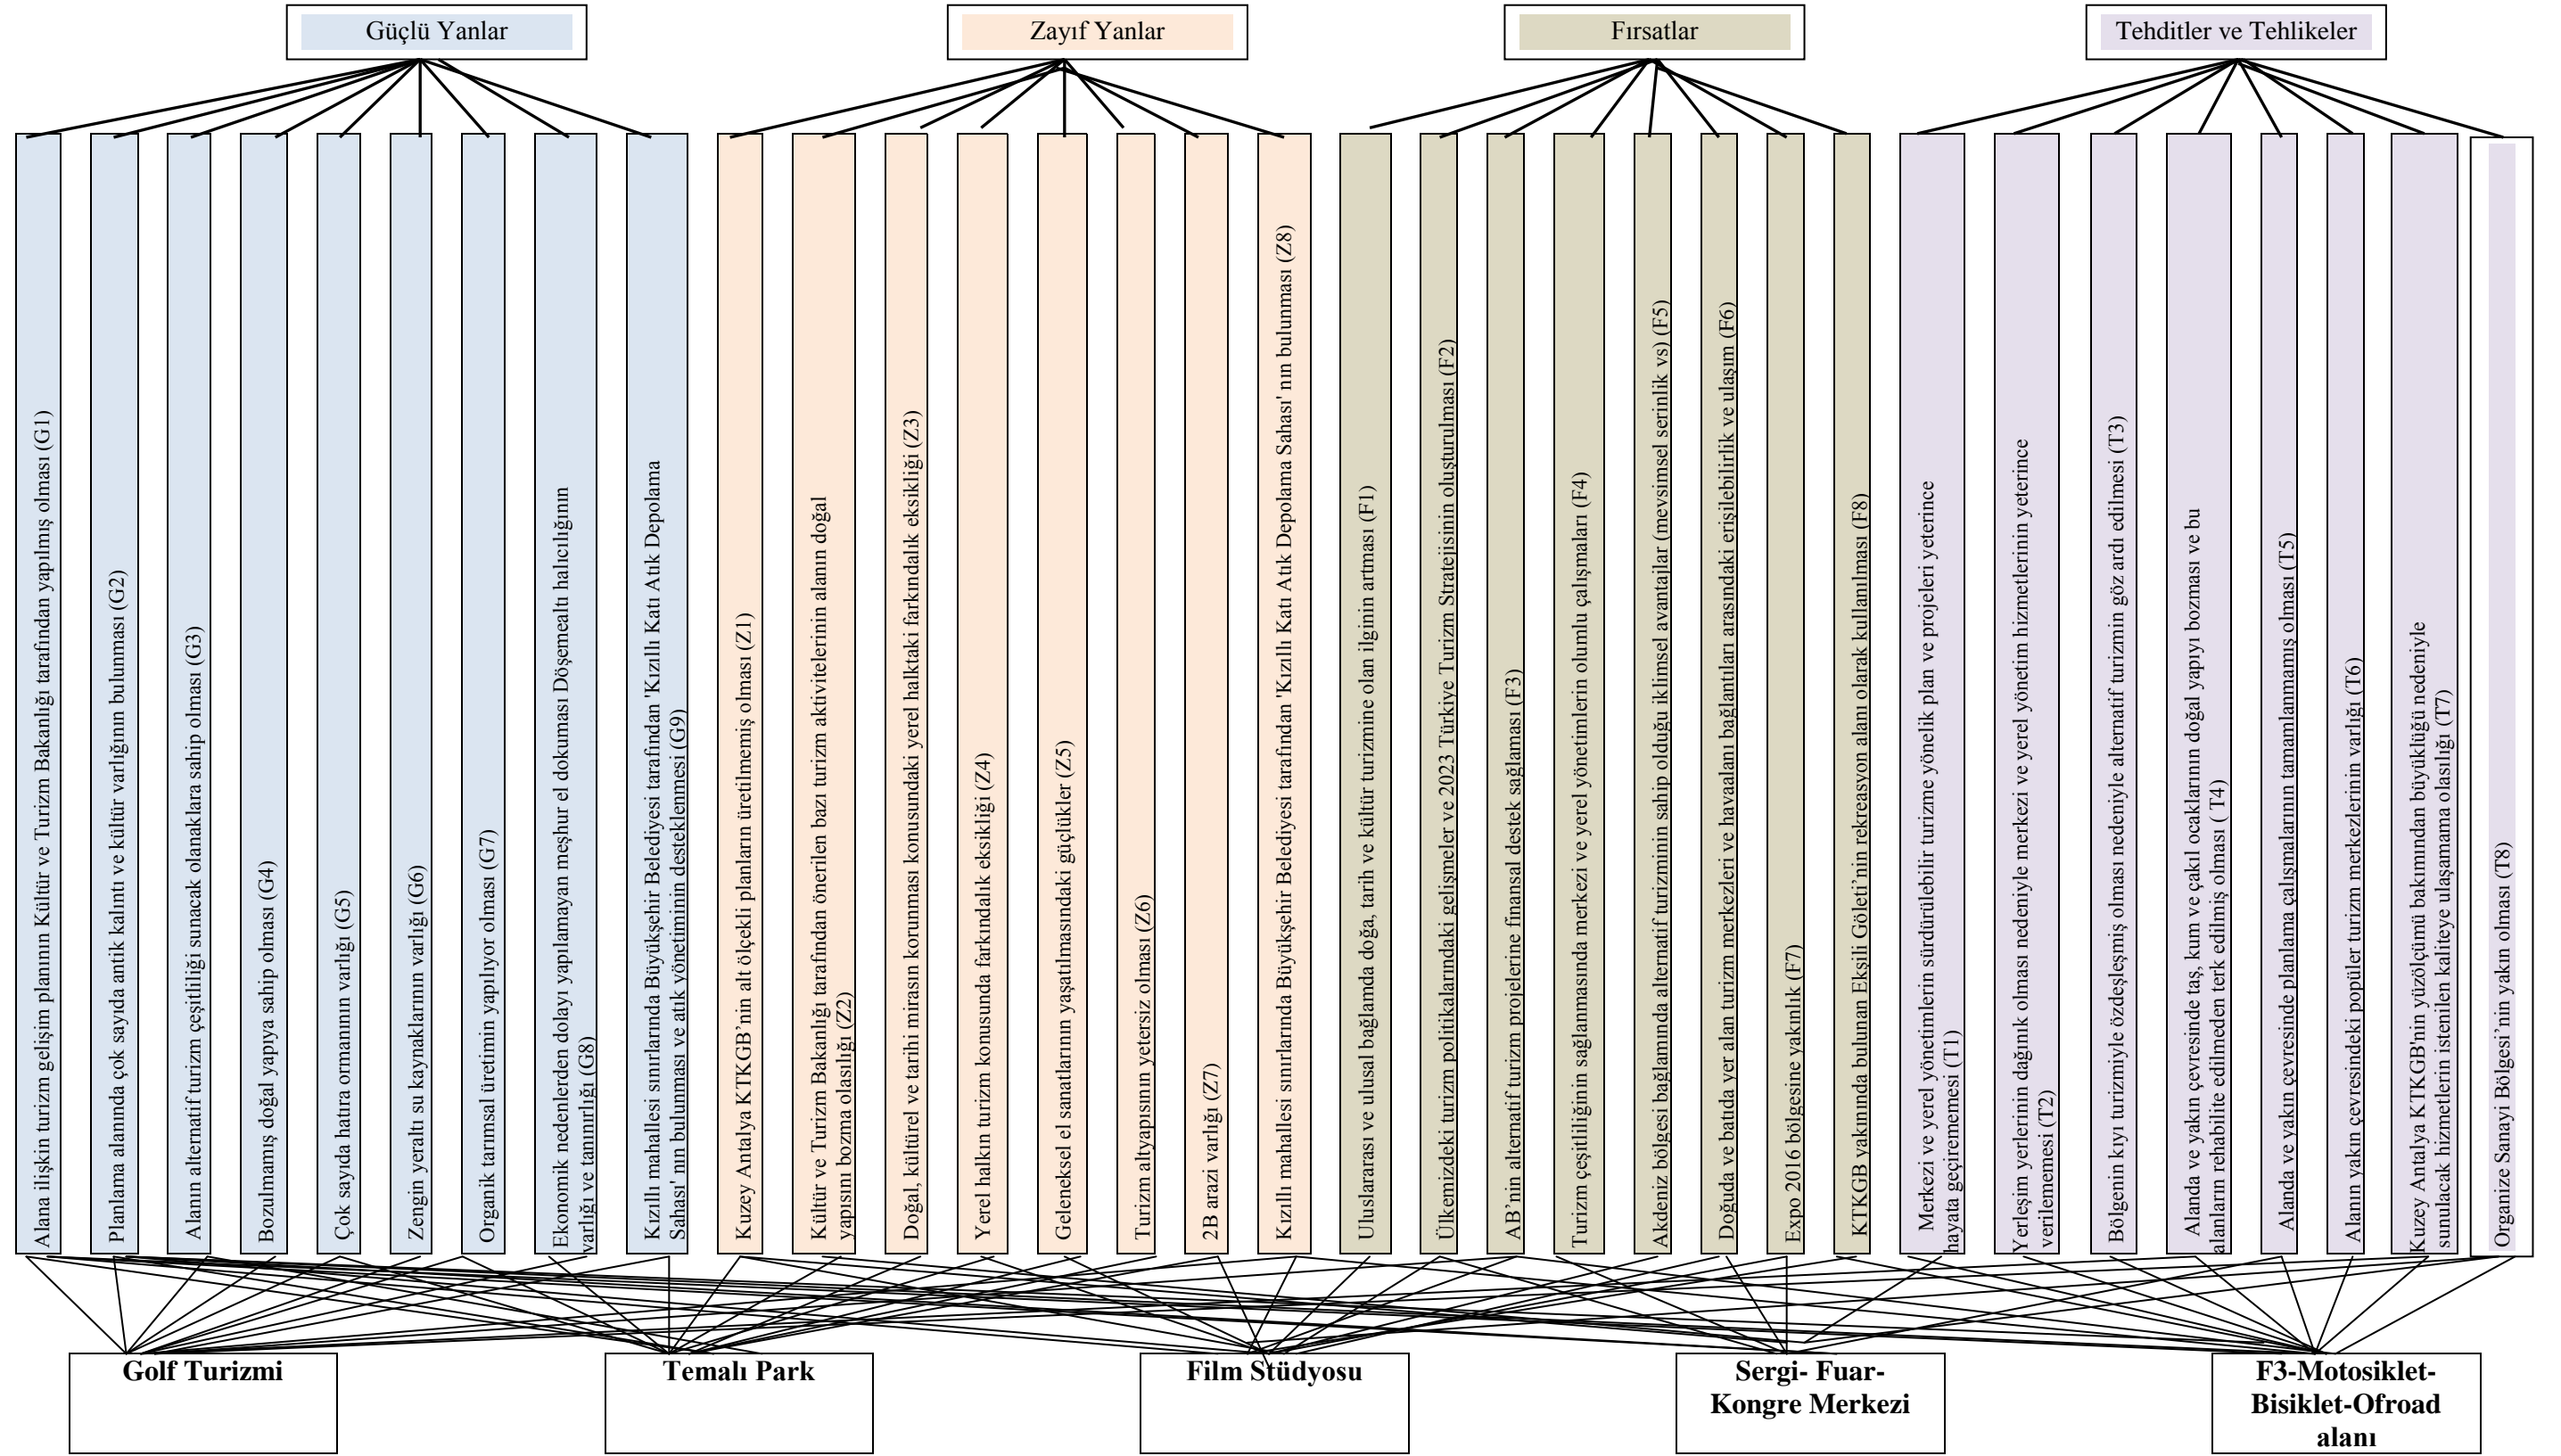 Güçlü Yanlar
Zayıf Yanlar
Fırsatlar
Tehditler ve Tehlikeler
Alana ilişkin turizm gelişim planının Kültür ve Turizm Bakanlığı tarafından yapılmış olması (G1)
Planlama alanında çok sayıda antik kalıntı ve kültür varlığının bulunması (G2)
Alanın alternatif turizm çeşitliliği sunacak olanaklara sahip olması (G3)
Bozulmamış doğal yapıya sahip olması (G4)
Çok sayıda hatıra ormanının varlığı (G5)
Zengin yeraltı su kaynaklarının varlığı (G6)
Organik tarımsal üretimin yapılıyor olması (G7)
Ekonomik nedenlerden dolayı yapılamayan meşhur el dokuması Döşemealtı halıcılığının
varlığı ve tanınırlığı (G8)
Kızıllı mahallesi sınırlarında Büyükşehir Belediyesi tarafından 'Kızıllı Katı Atık Depolama
Sahası' nın bulunması ve atık yönetiminin desteklenmesi (G9)
Kuzey Antalya KTKGB’nin alt ölçekli planların üretilmemiş olması (Z1)
Kültür ve Turizm Bakanlığı tarafından önerilen bazı turizm aktivitelerinin alanın doğal
yapısını bozma olasılığı (Z2)
Doğal, kültürel ve tarihi mirasın korunması konusundaki yerel halktaki farkındalık eksikliği (Z3)
Yerel halkın turizm konusunda farkındalık eksikliği (Z4)
Geleneksel el sanatlarının yaşatılmasındaki güçlükler (Z5)
Turizm altyapısının yetersiz olması (Z6)
2B arazi varlığı (Z7)
Kızıllı mahallesi sınırlarında Büyükşehir Belediyesi tarafından 'Kızıllı Katı Atık Depolama Sahası' nın bulunması (Z8)
Uluslararası ve ulusal bağlamda doğa, tarih ve kültür turizmine olan ilginin artması (F1)
Ülkemizdeki turizm politikalarındaki gelişmeler ve 2023 Türkiye Turizm Stratejisinin oluşturulması (F2)
AB’nin alternatif turizm projelerine finansal destek sağlaması (F3)
Turizm çeşitliliğinin sağlanmasında merkezi ve yerel yönetimlerin olumlu çalışmaları (F4)
Akdeniz bölgesi bağlamında alternatif turizminin sahip olduğu iklimsel avantajlar (mevsimsel serinlik vs) (F5)
Doğuda ve batıda yer alan turizm merkezleri ve havaalanı bağlantıları arasındaki erişilebilirlik ve ulaşım (F6)
Expo 2016 bölgesine yakınlık (F7)
KTKGB yakınında bulunan Ekşili Göleti’nin rekreasyon alanı olarak kullanılması (F8)
Merkezi ve yerel yönetimlerin sürdürülebilir turizme yönelik plan ve projeleri yeterince
hayata geçirememesi (T1)
Yerleşim yerlerinin dağınık olması nedeniyle merkezi ve yerel yönetim hizmetlerinin yeterince
verilememesi (T2)
Bölgenin kıyı turizmiyle özdeşleşmiş olması nedeniyle alternatif turizmin göz ardı edilmesi (T3)
Alanda ve yakın çevresinde taş, kum ve çakıl ocaklarının doğal yapıyı bozması ve bu
alanların rehabilite edilmeden terk edilmiş olması ( T4)
Alanda ve yakın çevresinde planlama çalışmalarının tamamlanmamış olması (T5)
Alanın yakın çevresindeki popüler turizm merkezlerinin varlığı (T6)
Kuzey Antalya KTKGB'nin yüzölçümü bakımından büyüklüğü nedeniyle
sunulacak hizmetlerin istenilen kaliteye ulaşamama olasılığı (T7)
Organize Sanayi Bölgesi’nin yakın olması (T8)
Golf Turizmi
Temalı Park
Film Stüdyosu
Sergi- Fuar-
Kongre Merkezi
F3-Motosiklet-
Bisiklet-Ofroad
alanı